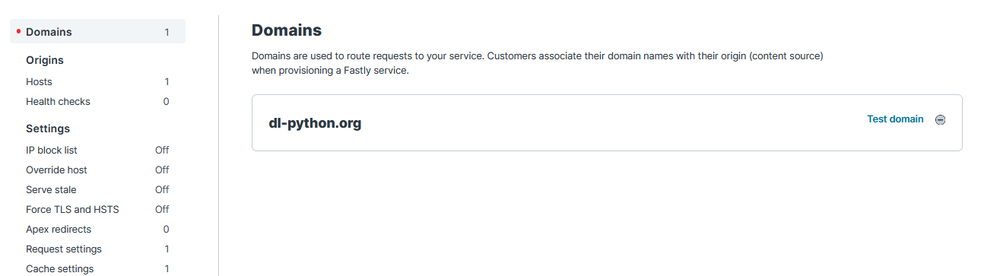 Domains 1
Origins
Hosts 1
Health checks 0
Settings
IP block list Off
Override host Off
Serve stale Off
Force TLS and HSTS Off
Apex redirects 0
Request settings 1
Cache settings 1
Domains
Domains are used to route requests to your service. Customers associate their domain names with their origin (content source)
when provisioning a Fastly service.
dl-python.org Test domain